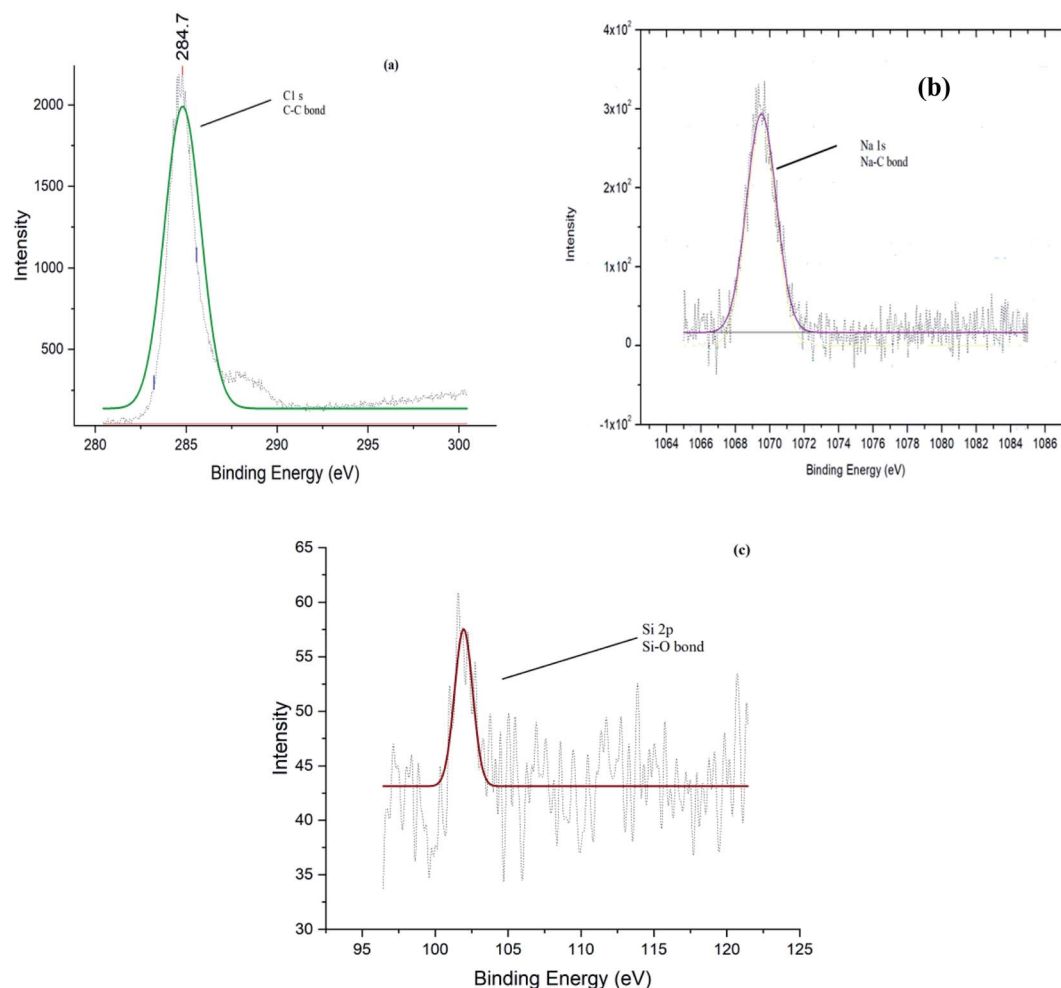 284.7
(a)
C1 s
C-C bond
2000
1500
1000
500
Intensity
280 285 290 295 300
Binding Energy (eV)
(b)
Na 1s
Na-C bond
4x10²
3x10²
2x10²
1x10²
0
-1x10²
Intensity
1064 1066 1068 1070 1072 1074 1076 1078 1080 1082 1084 1086
Binding Energy (eV)
(c)
Si 2p
Si-O bond
65
60
55
50
45
40
35
30
Intensity
95 100 105 110 115 120 125
Binding Energy (eV)